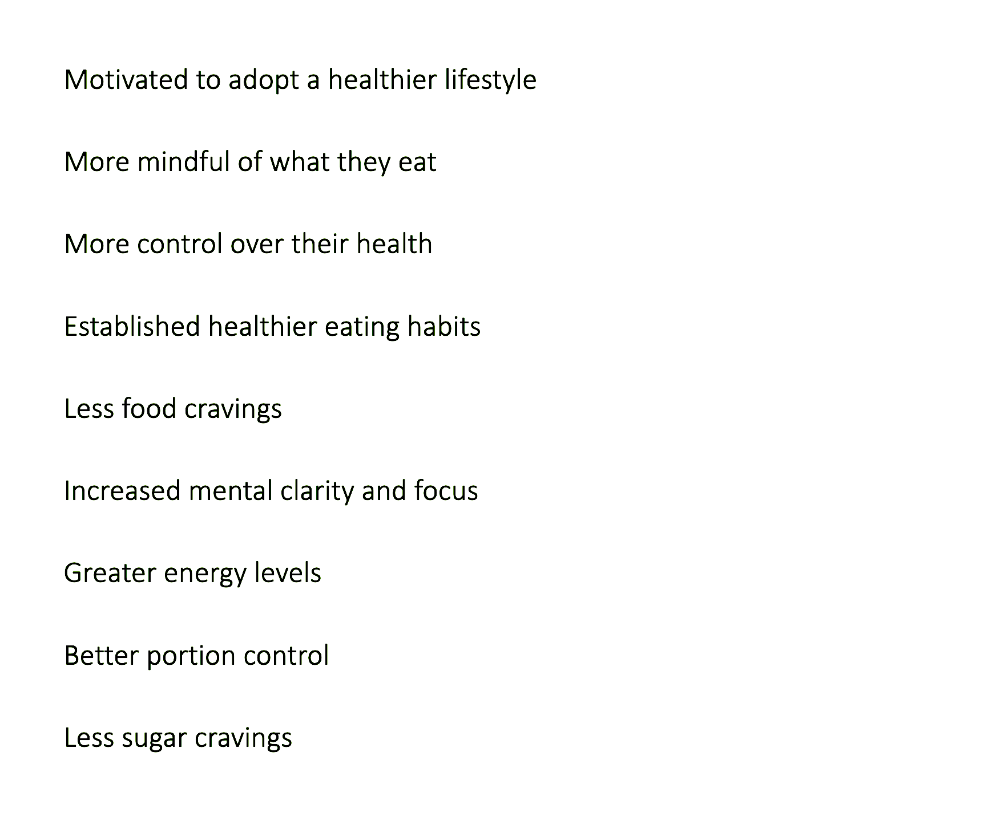 Motivated to adopt a healthier lifestyle
More mindful of what they eat
More control over their health
Established healthier eating habits
Less food cravings
Increased mental clarity and focus
Greater energy levels
Better portion control
Less sugar cravings